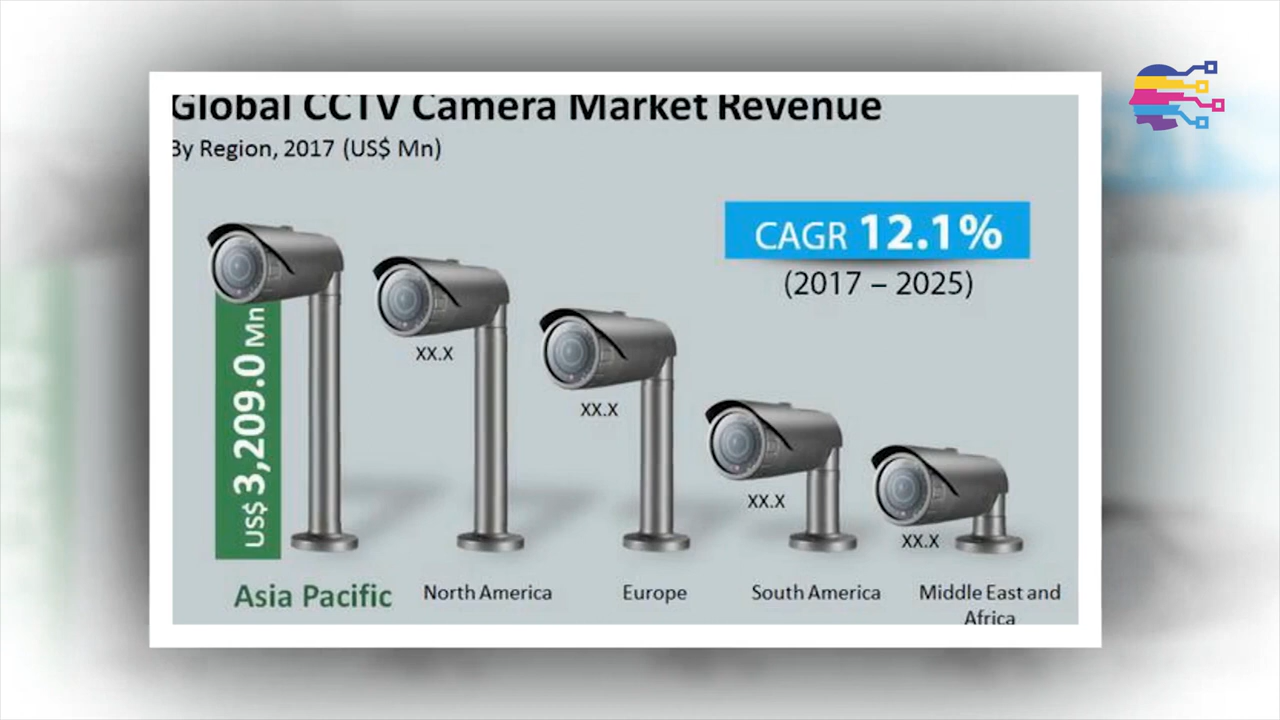 Global CCTV Camera Market Revenue
By Region, 2017 (US$ Mn)
CAGR 12.1%
(2017 – 2025)
US$ 3,209.0 Mn
XX.X
XX.X
XX.X
XX.X
Asia Pacific
North America
Europe
South America
Middle East and
Africa